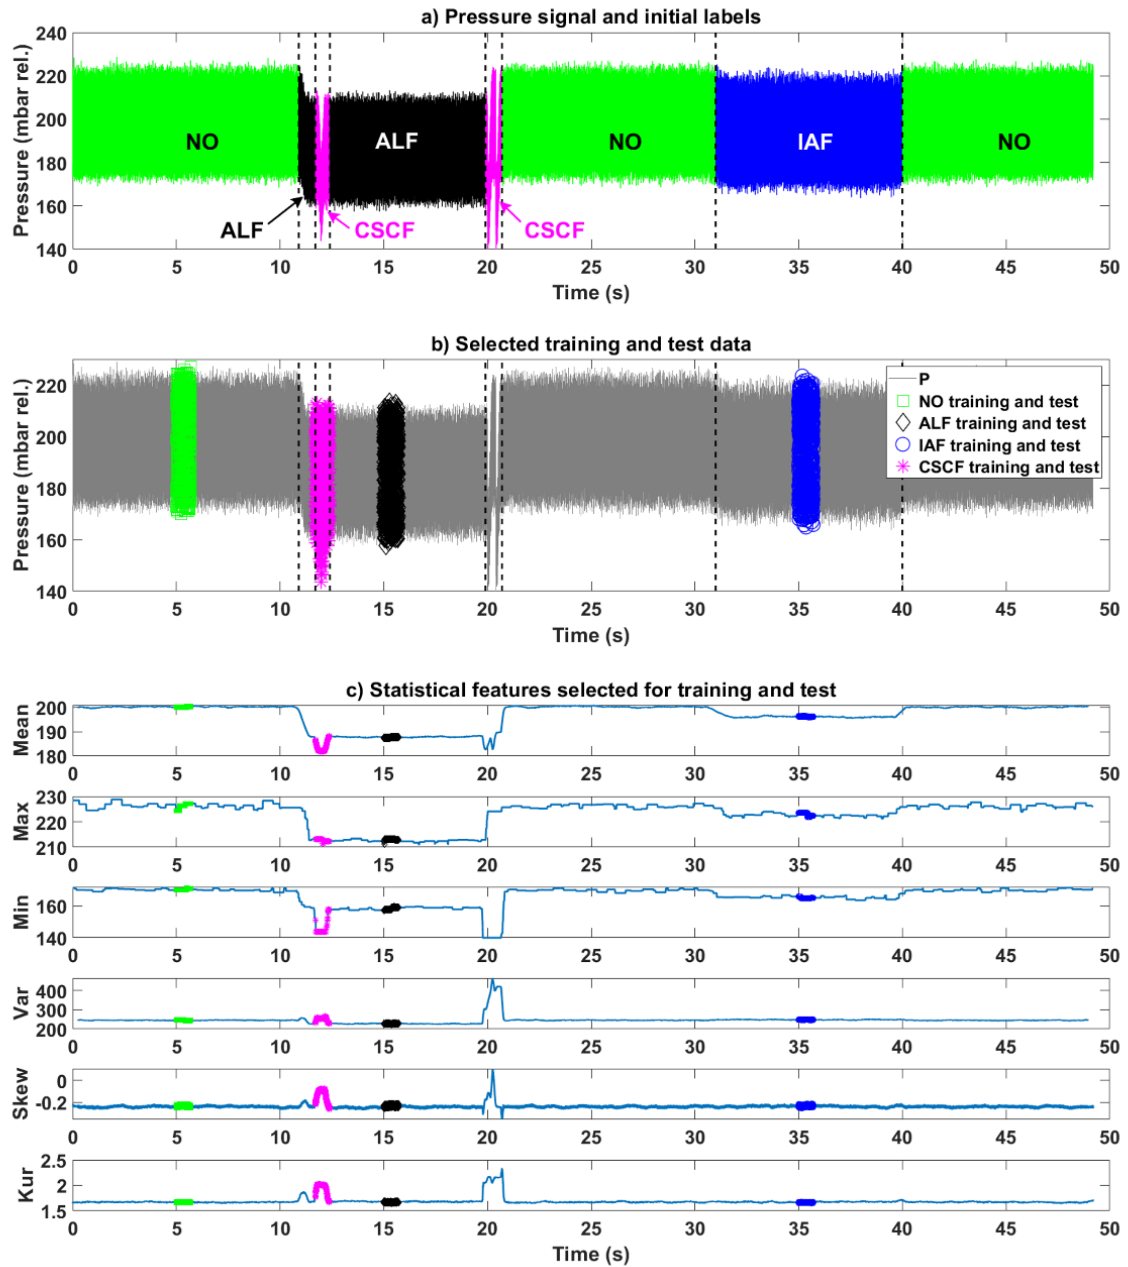 a) Pressure signal and initial labels
240
220
200
180
160
140
Pressure (mbar rel.)
NO
ALF
NO
IAF
NO
ALF
CSCF
CSCF
0 5 10 15 20 25 30 35 40 45 50
Time (s)
b) Selected training and test data
220
200
180
160
140
Pressure (mbar rel.)
P
NO training and test
ALF training and test
IAF training and test
CSCF training and test
0 5 10 15 20 25 30 35 40 45 50
Time (s)
c) Statistical features selected for training and test
Mean
200
190
180
0 5 10 15 20 25 30 35 40 45 50
Max
230
220
210
0 5 10 15 20 25 30 35 40 45 50
Min
160
140
0 5 10 15 20 25 30 35 40 45 50
Var
400
300
200
0 5 10 15 20 25 30 35 40 45 50
Skew
0
-0.2
0 5 10 15 20 25 30 35 40 45 50
Kur
2.5
2
1.5
0 5 10 15 20 25 30 35 40 45 50
Time (s)